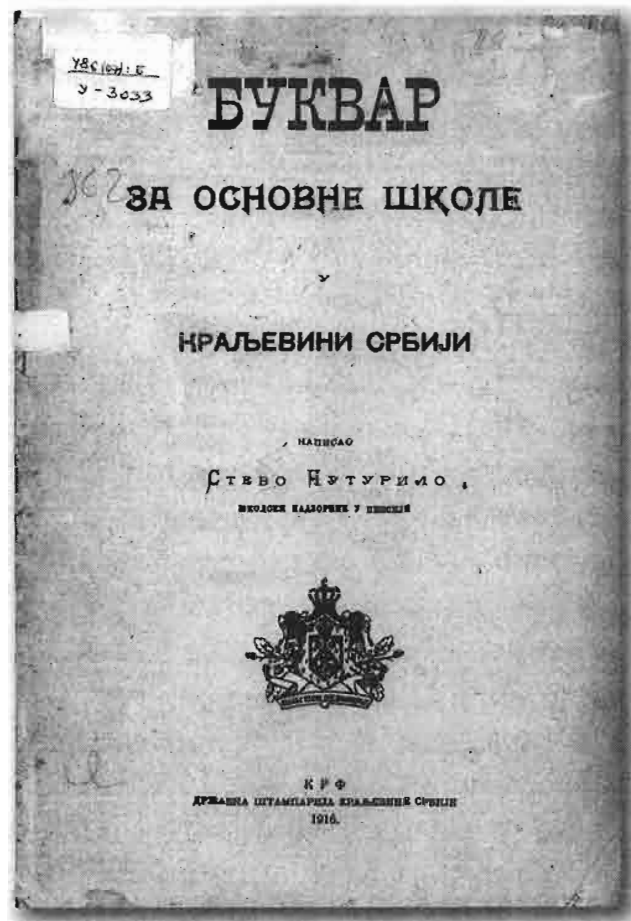 У - 3033
БУКВАР
ЗА ОСНОВНЕ ШКОЛЕ
У
КРАЉЕВИНИ СРБИЈИ
НАПИСАО
СТЕВО ЧУТУРИЛО
ШКОЛСКИ НАДЗОРНИК У ПЕНСИЈИ
КРФ
ДРЖАВНА ШТАМПАРИЈА КРАЉЕВИНЕ СРБИЈЕ
1916.